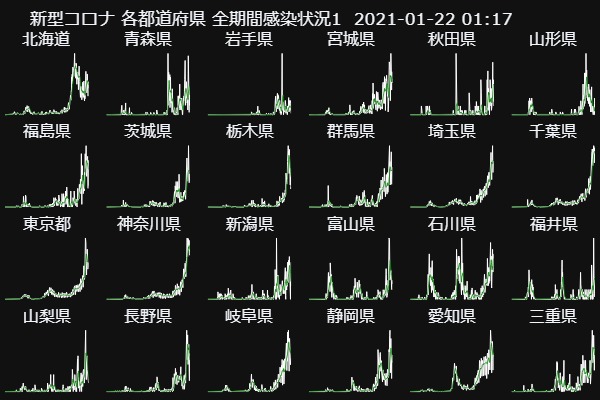 新型コロナ 各都道府県 全期間感染状況1 2021-01-22 01:17
北海道 青森県 岩手県 宮城県 秋田県 山形県
福島県 茨城県 栃木県 群馬県 埼玉県 千葉県
東京都 神奈川県 新潟県 富山県 石川県 福井県
山梨県 長野県 岐阜県 静岡県 愛知県 三重県